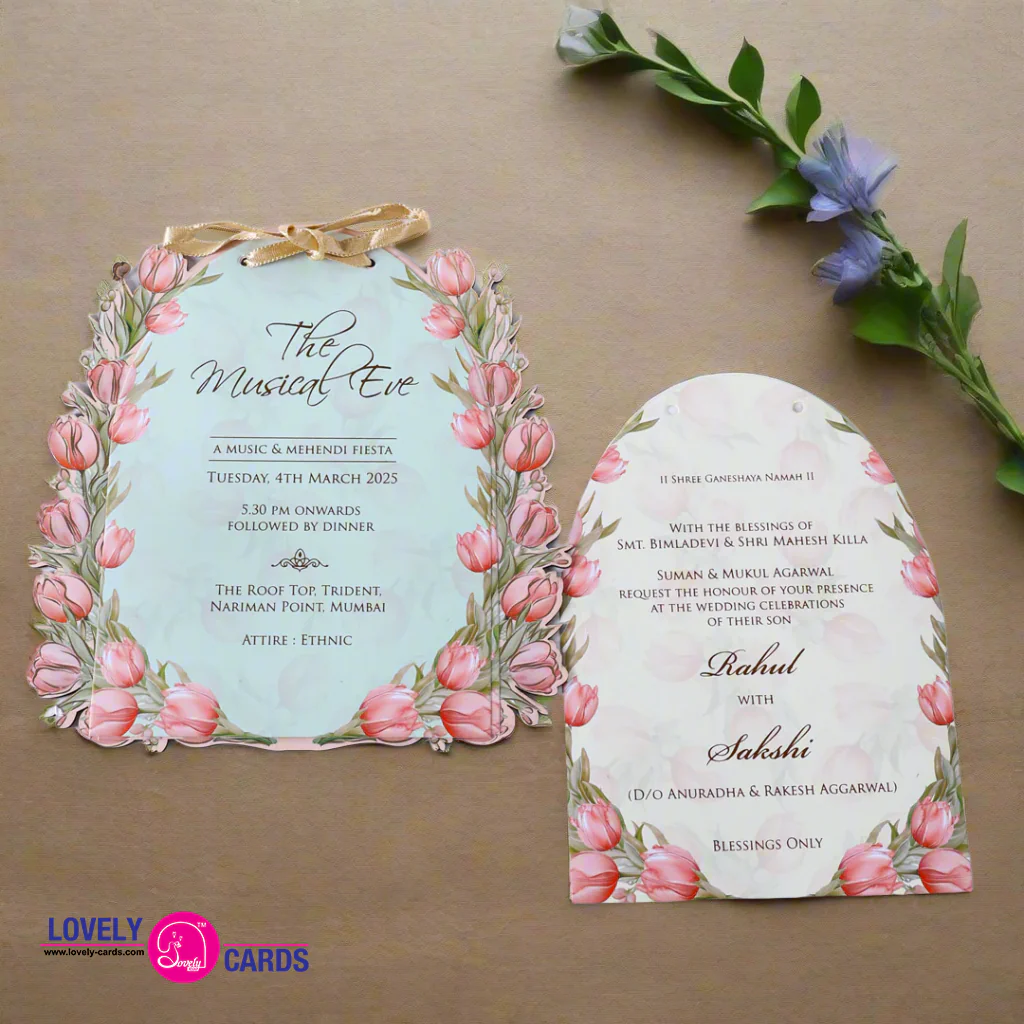 The
Musical Eve
A MUSIC & MEHENDI FIESTA
TUESDAY, 4TH MARCH 2025
5.30 PM ONWARDS
FOLLOWED BY DINNER
THE ROOF TOP, TRIDENT,
NARIMAN POINT, MUMBAI
ATTIRE : ETHNIC
II SHREE GANESHAYA NAMAH II
WITH THE BLESSINGS OF
SMT. BIMLADEVI & SHRI MAHESH KILLA
SUMAN & MUKUL AGARWAL
REQUEST THE HONOUR OF YOUR PRESENCE
AT THE WEDDING CELEBRATIONS
OF THEIR SON
Rahul
WITH
Sakshi
(D/O ANURADHA & RAKESH AGGARWAL)
BLESSINGS ONLY
LOVELY
www.lovely-cards.com
Lovely
TM
CARDS